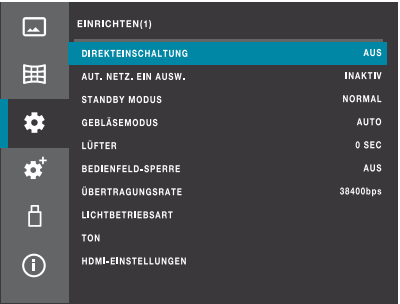 EINRICHTEN(1)
DIREKTEINSCHALTUNG AUS
AUT. NETZ. EIN AUSW. INAKTIV
STANDBY MODUS NORMAL
GEBLÄSEMODUS AUTO
LÜFTER 0 SEC
BEDIENFELD-SPERRE AUS
ÜBERTRAGUNGSRATE 38400bps
LICHTBETRIEBSART
TON
HDMI-EINSTELLUNGEN